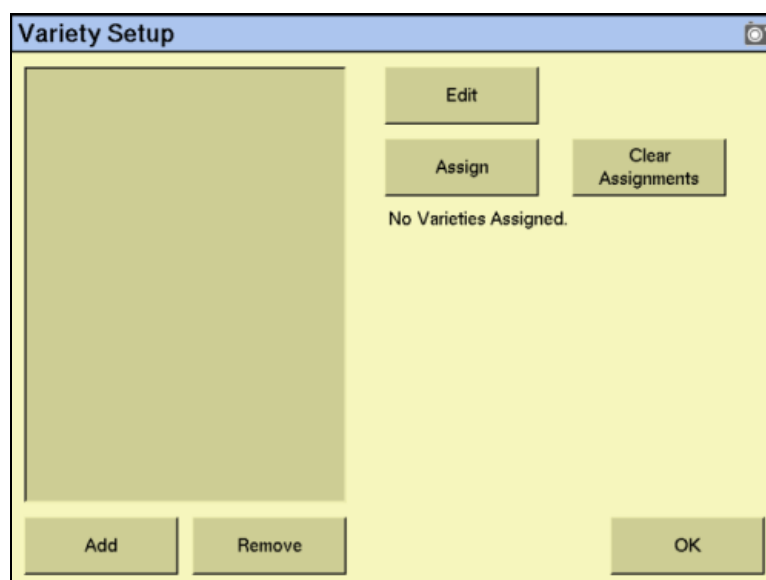 Variety Setup
Edit
Assign
Clear
Assignments
No Varieties Assigned.
Add
Remove
OK